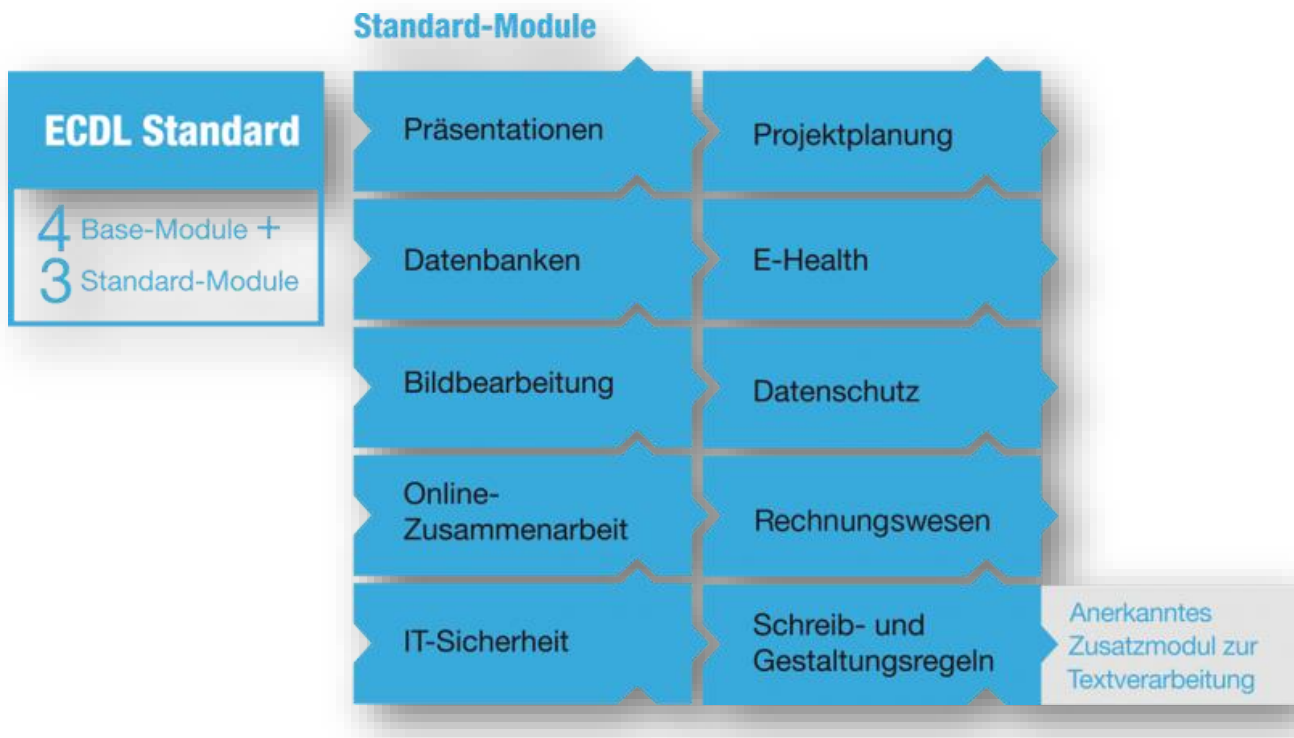 Standard-Module
ECDL Standard
4 Base-Module +
3 Standard-Module
Präsentationen
Projektplanung
Datenbanken
E-Health
Bildbearbeitung
Datenschutz
Online-
Zusammenarbeit
Rechnungswesen
IT-Sicherheit
Schreib- und
Gestaltungsregeln
Anerkanntes
Zusatzmodul zur
Textverarbeitung